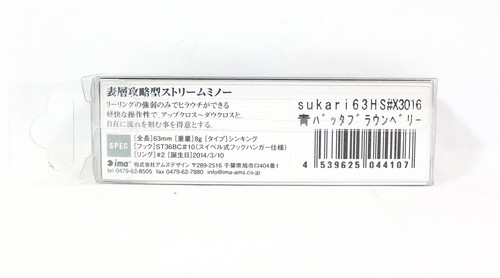 表層攻略型ストリームミノー
リーリングの強弱のみでヒラウチができる
軽快な操作性で、アップクロス〜ダウクロスと、
自在に流れを刻む事を得意とする。
SPEC
[全長]63mm [重量]8g [タイプ]シンキング
[フック]ST36BC#10(スイベル式フックハンガー仕様)
[リング]#2 [誕生日]2014/3/10
ima 株式会社アムズデザイン 〒289-2516 千葉県旭市ロ404番1
tel 0479-62-8505 fax 0479-62-7880 info@ima-ams.co.jp
sukari63HS#X3016
青バッタブラウンベリー
4 539625 044107